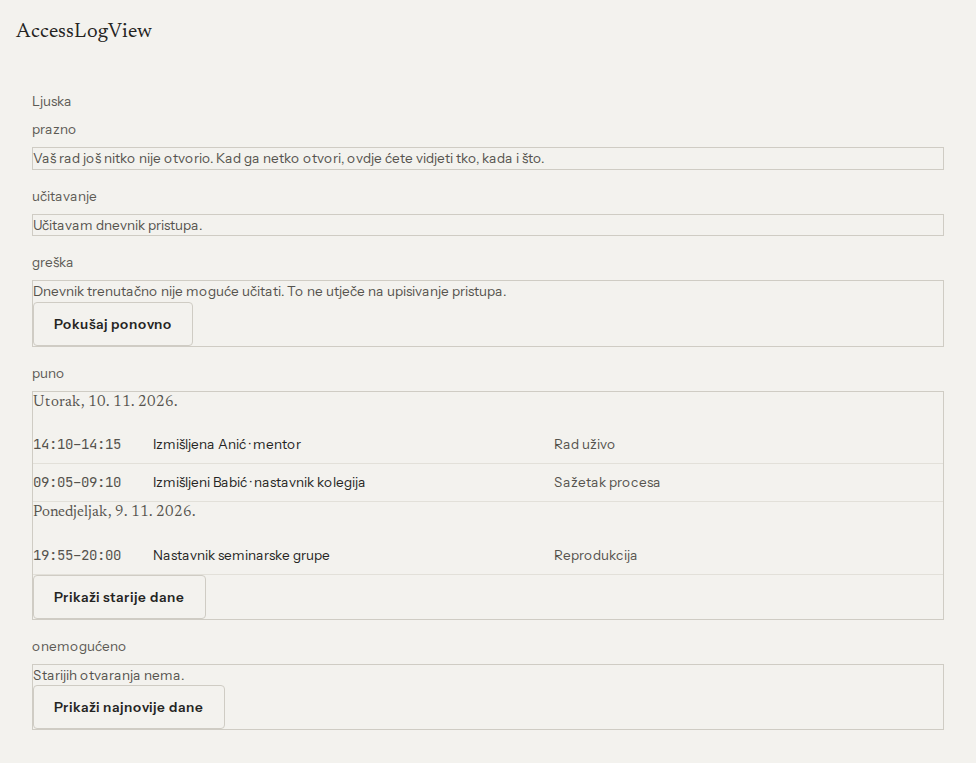 AccessLogView
Ljuska
prazno
Vaš rad još nitko nije otvorio. Kad ga netko otvori, ovdje ćete vidjeti tko, kada i što.
učitavanje
Učitavam dnevnik pristupa.
greška
Dnevnik trenutačno nije moguće učitati. To ne utječe na upisivanje pristupa.
Pokušaj ponovno
puno
Utorak, 10. 11. 2026.
14:10–14:15 Izmišljena Anić · mentor Rad uživo
09:05–09:10 Izmišljeni Babić · nastavnik kolegija Sažetak procesa
Ponedjeljak, 9. 11. 2026.
19:55–20:00 Nastavnik seminarske grupe Reprodukcija
Prikaži starije dane
onemogućeno
Starijih otvaranja nema.
Prikaži najnovije dane